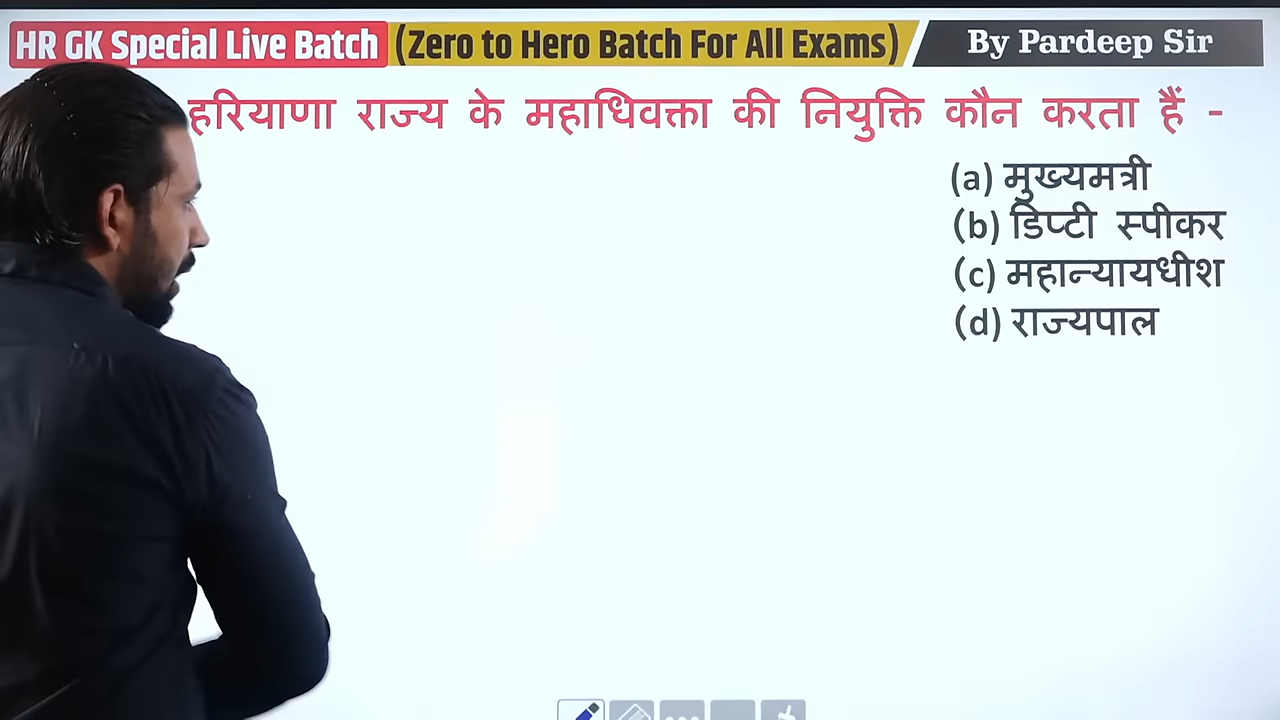 HR GK Special Live Batch (Zero to Hero Batch For All Exams) By Pardeep Sir
हरियाणा राज्य के महाधिवक्ता की नियुक्ति कौन करता हैं -
(a) मुख्यमत्री
(b) डिप्टी स्पीकर
(c) महान्यायधीश
(d) राज्यपाल